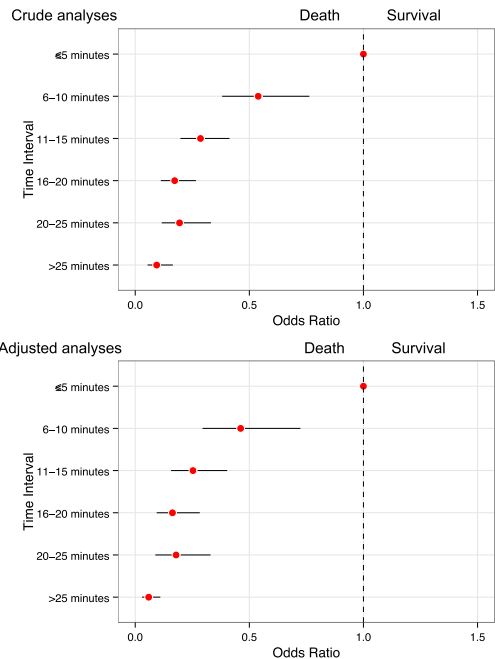 Crude analyses Death Survival
≤5 minutes
6–10 minutes
11–15 minutes
16–20 minutes
20–25 minutes
>25 minutes
Time Interval
0.0 0.5 1.0 1.5
Odds Ratio
Adjusted analyses Death Survival
≤5 minutes
6–10 minutes
11–15 minutes
16–20 minutes
20–25 minutes
>25 minutes
Time Interval
0.0 0.5 1.0 1.5
Odds Ratio